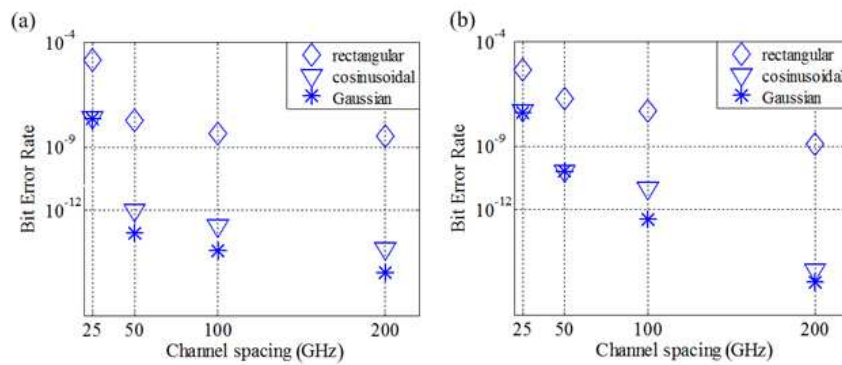 (a)
10^-4
rectangular
cosinusoidal
Gaussian
10^-9
10^-12
Bit Error Rate
25 50 100 200
Channel spacing (GHz)
(b)
10^-4
rectangular
cosinusoidal
Gaussian
10^-9
10^-12
Bit Error Rate
25 50 100 200
Channel spacing (GHz)